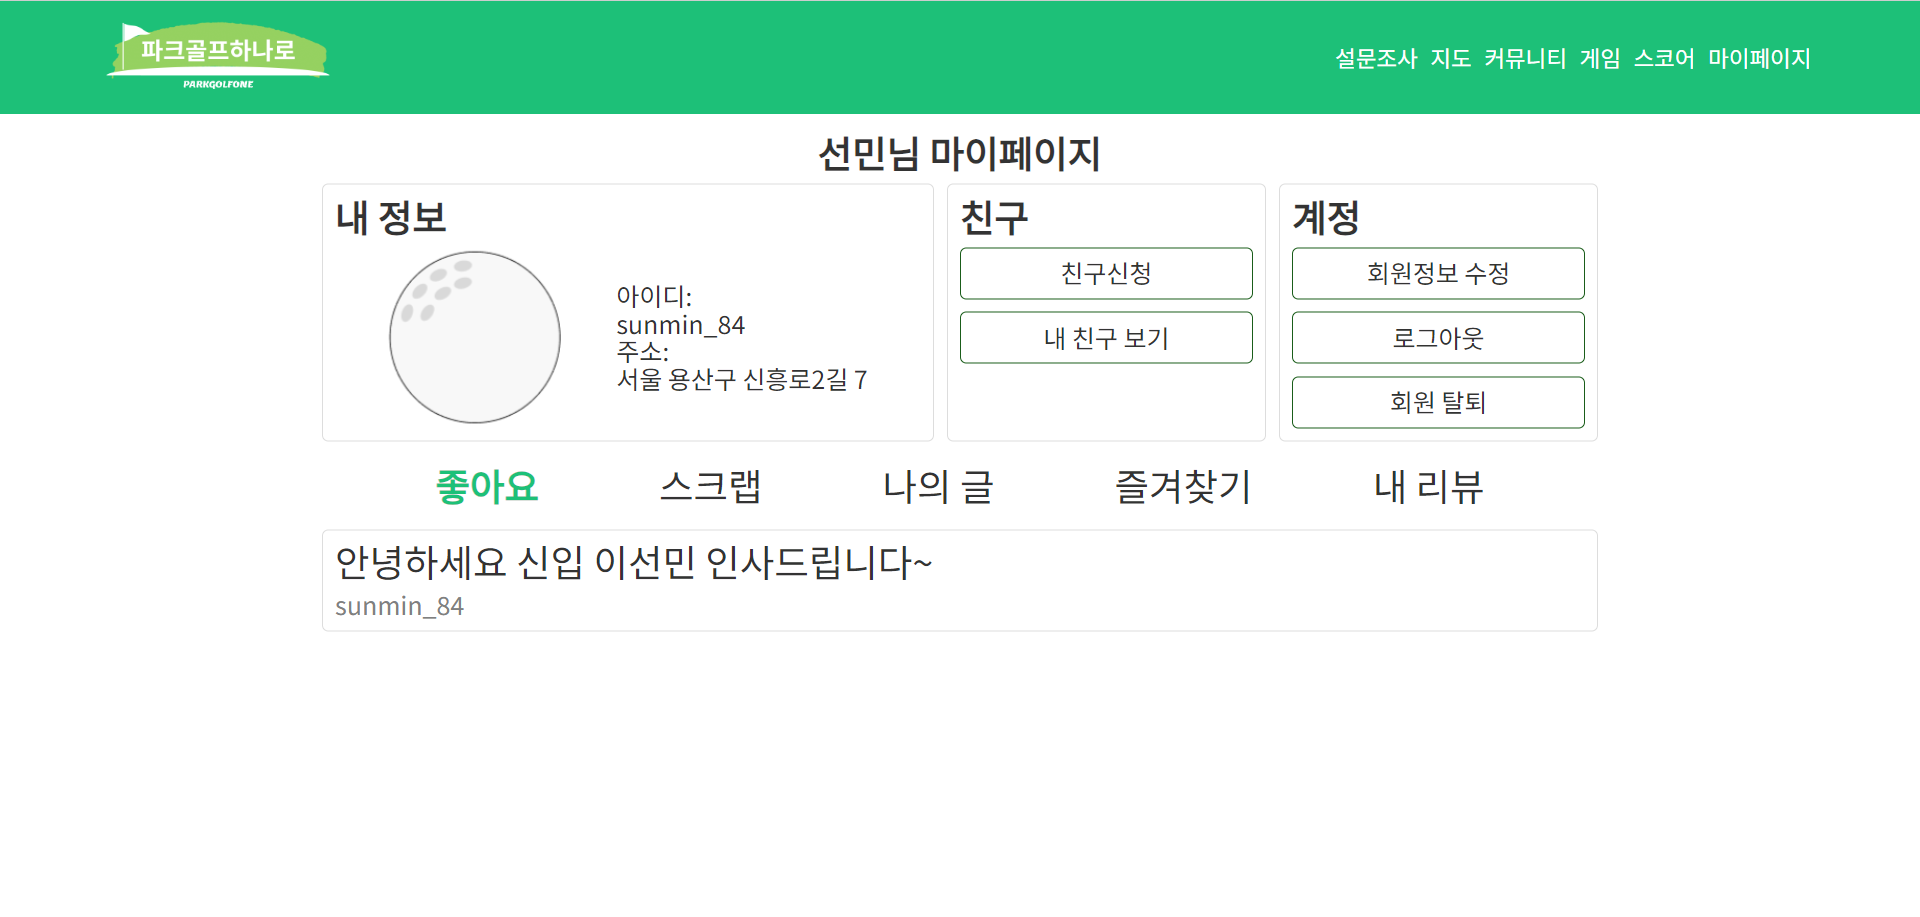 파크골프하나로
PARKGOLFONE
설문조사 지도 커뮤니티 게임 스코어 마이페이지
선민님 마이페이지
내 정보
아이디:
sunmin_84
주소:
서울 용산구 신흥로2길 7
친구
친구신청
내 친구 보기
계정
회원정보 수정
로그아웃
회원 탈퇴
좋아요 스크랩 나의 글 즐겨찾기 내 리뷰
안녕하세요 신입 이선민 인사드립니다~
sunmin_84